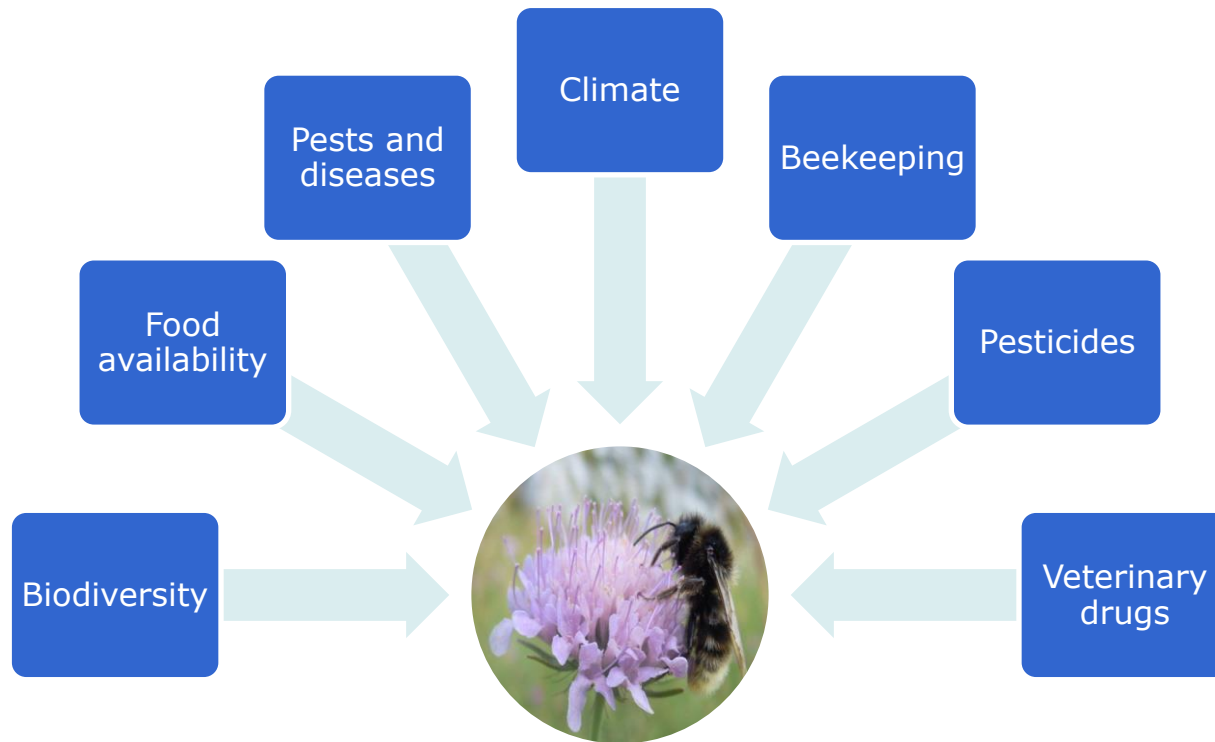 Climate
Pests and
diseases
Beekeeping
Food
availability
Pesticides
Biodiversity
Veterinary
drugs